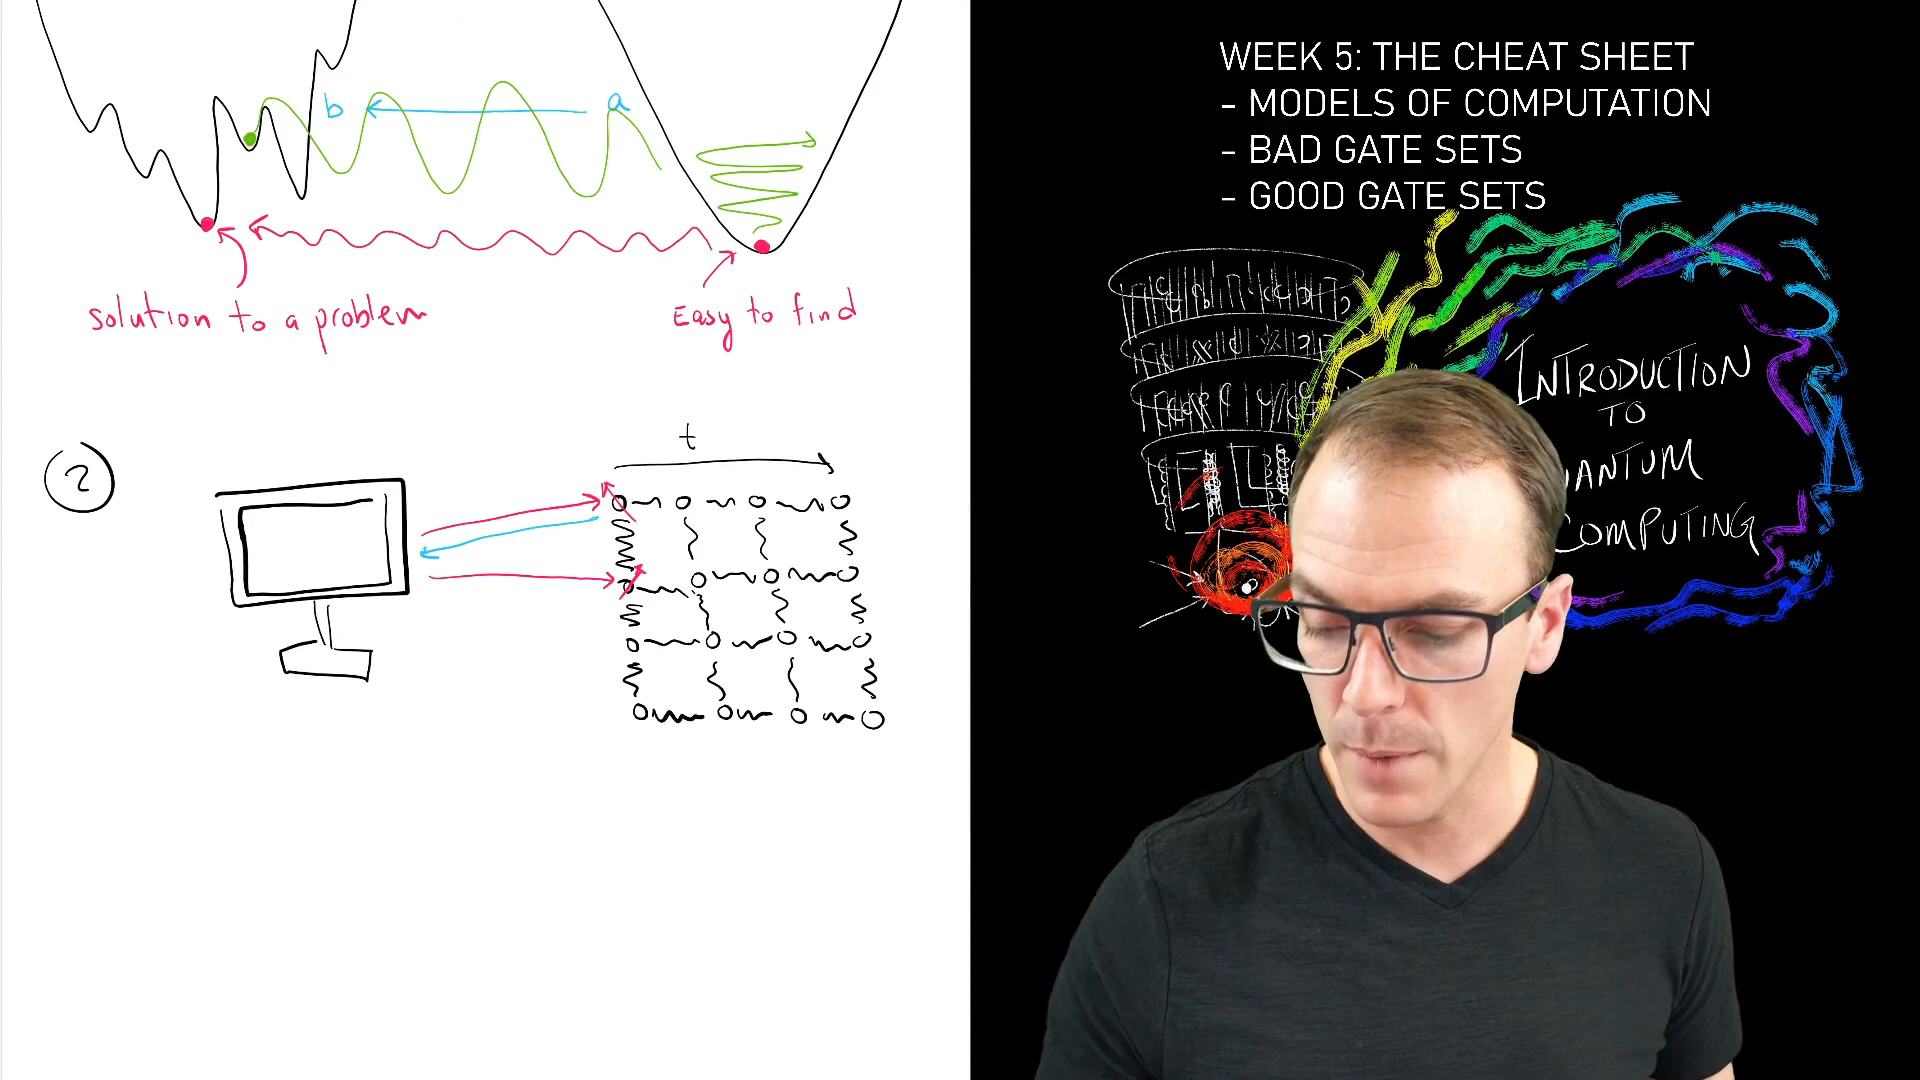 b
a
solution to a problem
Easy to find
2
t
WEEK 5: THE CHEAT SHEET
- MODELS OF COMPUTATION
- BAD GATE SETS
- GOOD GATE SETS
INTRODUCTION
TO
UANTUM
COMPUTING